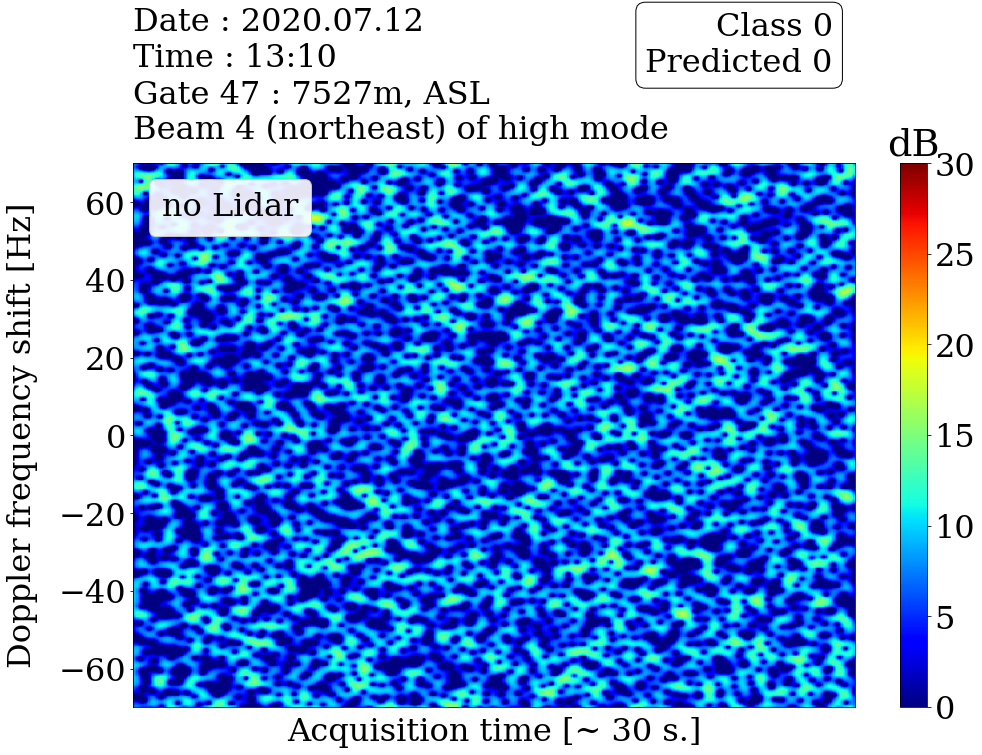 Date : 2020.07.12
Time : 13:10
Gate 47 : 7527m, ASL
Beam 4 (northeast) of high mode
Class 0
Predicted 0
dB
no Lidar
Doppler frequency shift [Hz]
60
40
20
0
−20
−40
−60
Acquisition time [~ 30 s.]
30
25
20
15
10
5
0